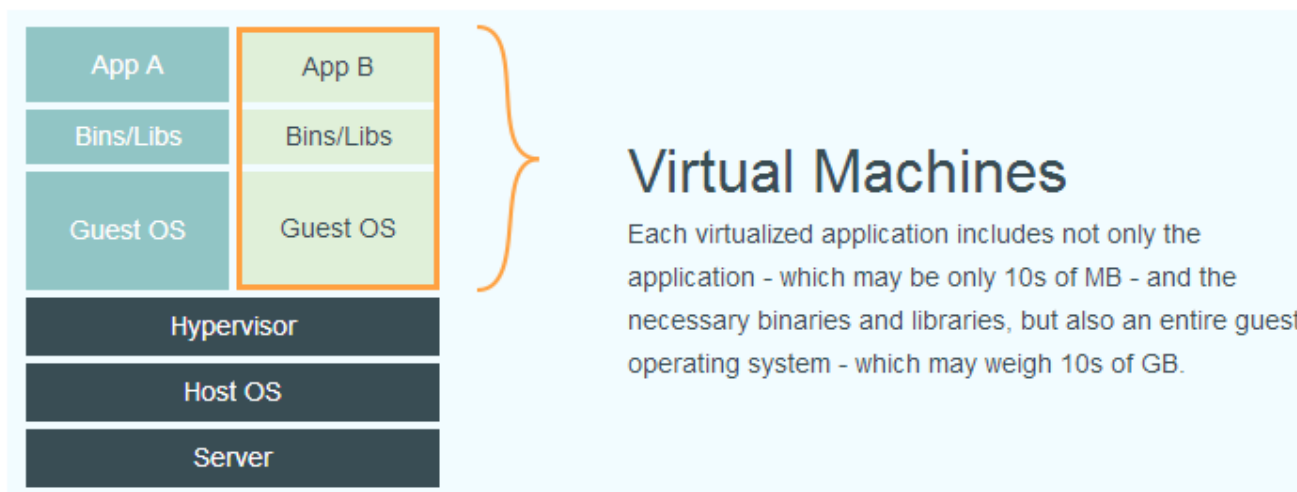 App A App B
Bins/Libs Bins/Libs
Guest OS Guest OS
Hypervisor
Host OS
Server
Virtual Machines
Each virtualized application includes not only the
application - which may be only 10s of MB - and the
necessary binaries and libraries, but also an entire guest
operating system - which may weigh 10s of GB.